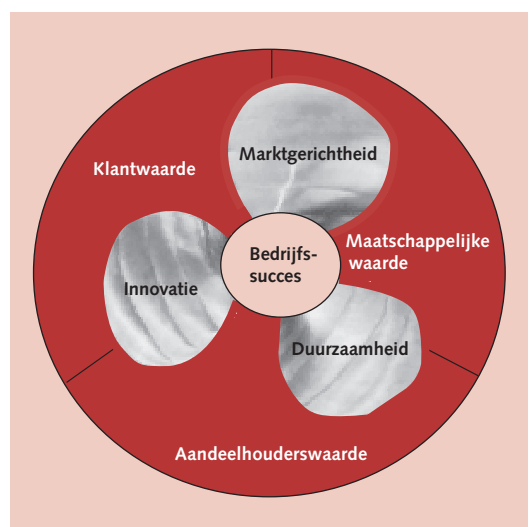 Marktgerichtheid
Klantwaarde
Maatschappelijke
waarde
Bedrijfs-
succes
Innovatie
Duurzaamheid
Aandeelhouderswaarde